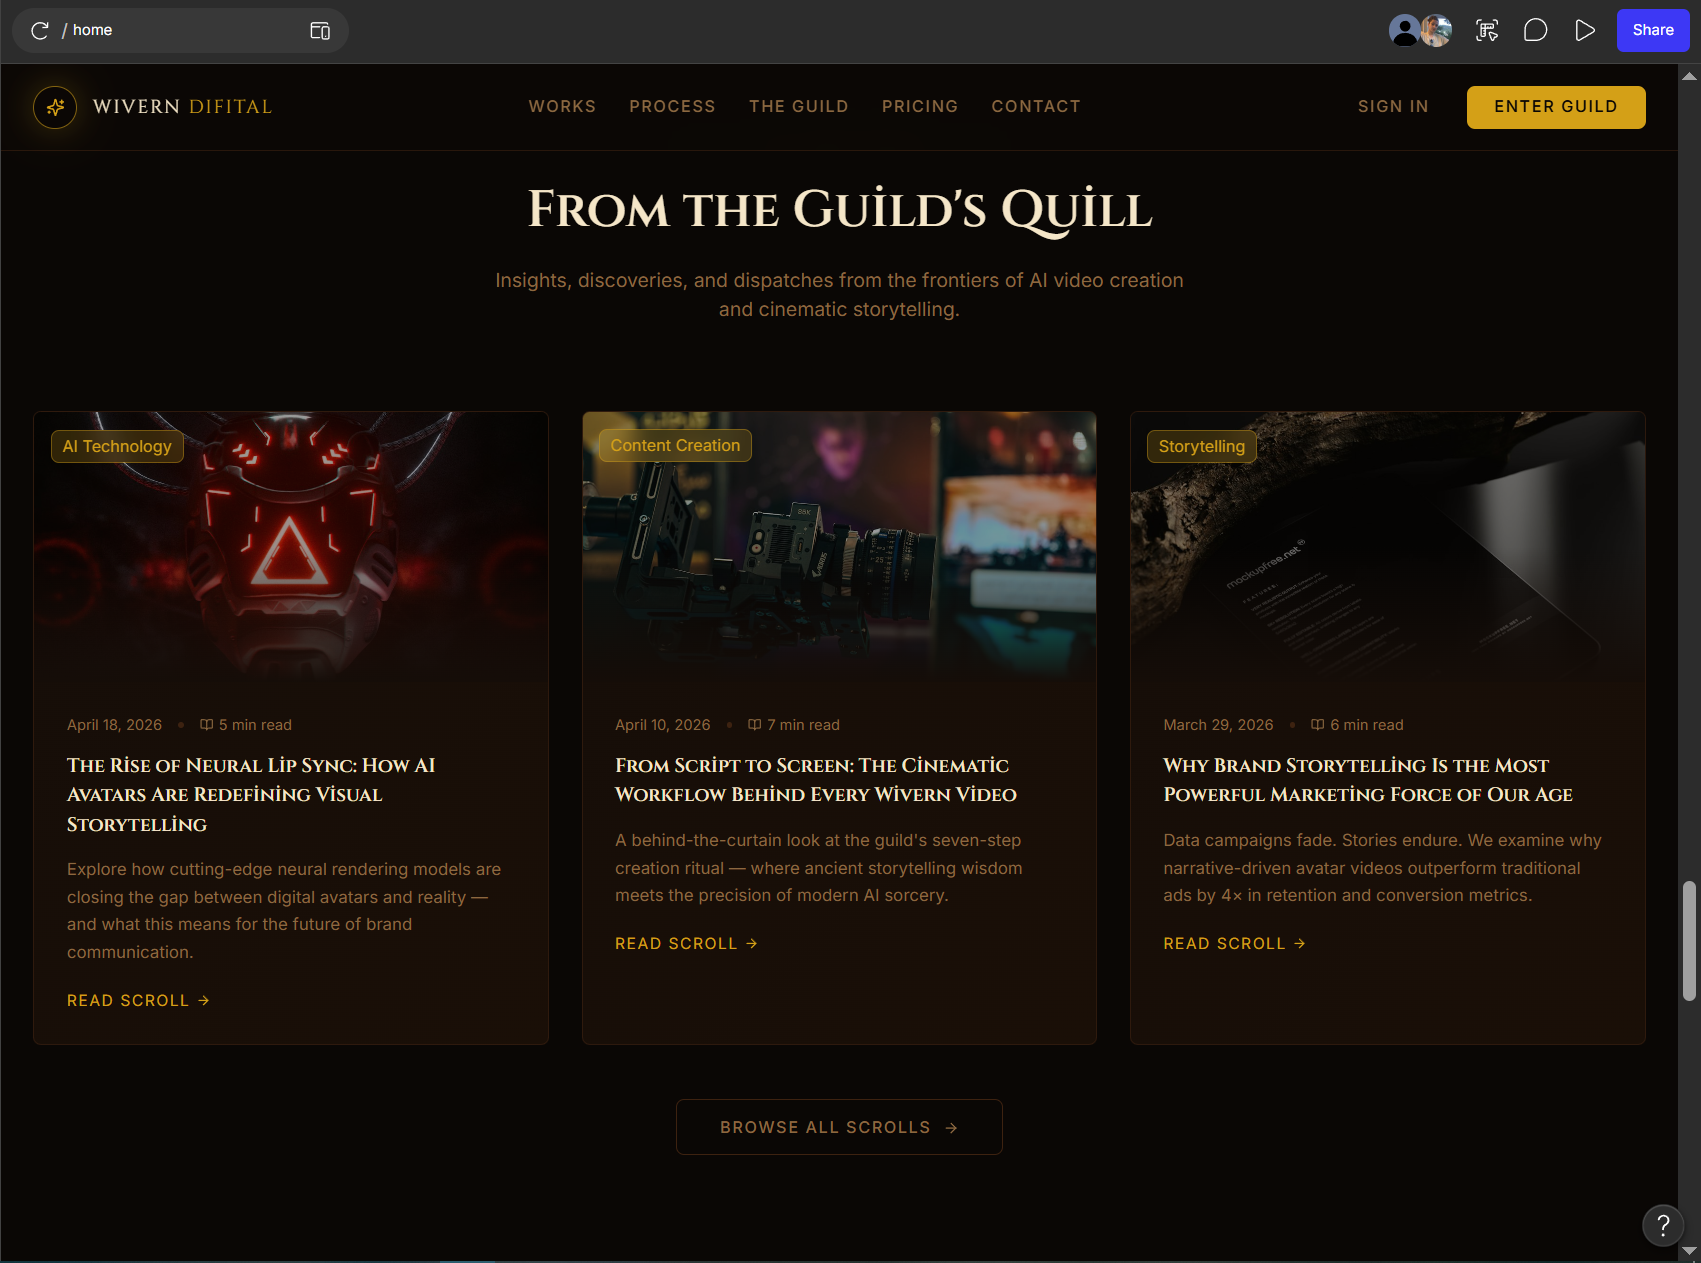 / home
Share
WIVERN DIFITAL
WORKS PROCESS THE GUILD PRICING CONTACT
SIGN IN
ENTER GUILD
From the Guild's Quill
Insights, discoveries, and dispatches from the frontiers of AI video creation
and cinematic storytelling.
AI Technology
April 18, 2026 • 5 min read
The Rise of Neural Lip Sync: How AI
Avatars Are Redefining Visual
Storytelling
Explore how cutting-edge neural rendering models are
closing the gap between digital avatars and reality —
and what this means for the future of brand
communication.
READ SCROLL →
Content Creation
April 10, 2026 • 7 min read
From Script to Screen: The Cinematic
Workflow Behind Every Wivern Video
A behind-the-curtain look at the guild's seven-step
creation ritual — where ancient storytelling wisdom
meets the precision of modern AI sorcery.
READ SCROLL →
Storytelling
mockupfree.net
FEATURES
March 29, 2026 • 6 min read
Why Brand Storytelling Is the Most
Powerful Marketing Force of Our Age
Data campaigns fade. Stories endure. We examine why
narrative-driven avatar videos outperform traditional
ads by 4× in retention and conversion metrics.
READ SCROLL →
BROWSE ALL SCROLLS →
?